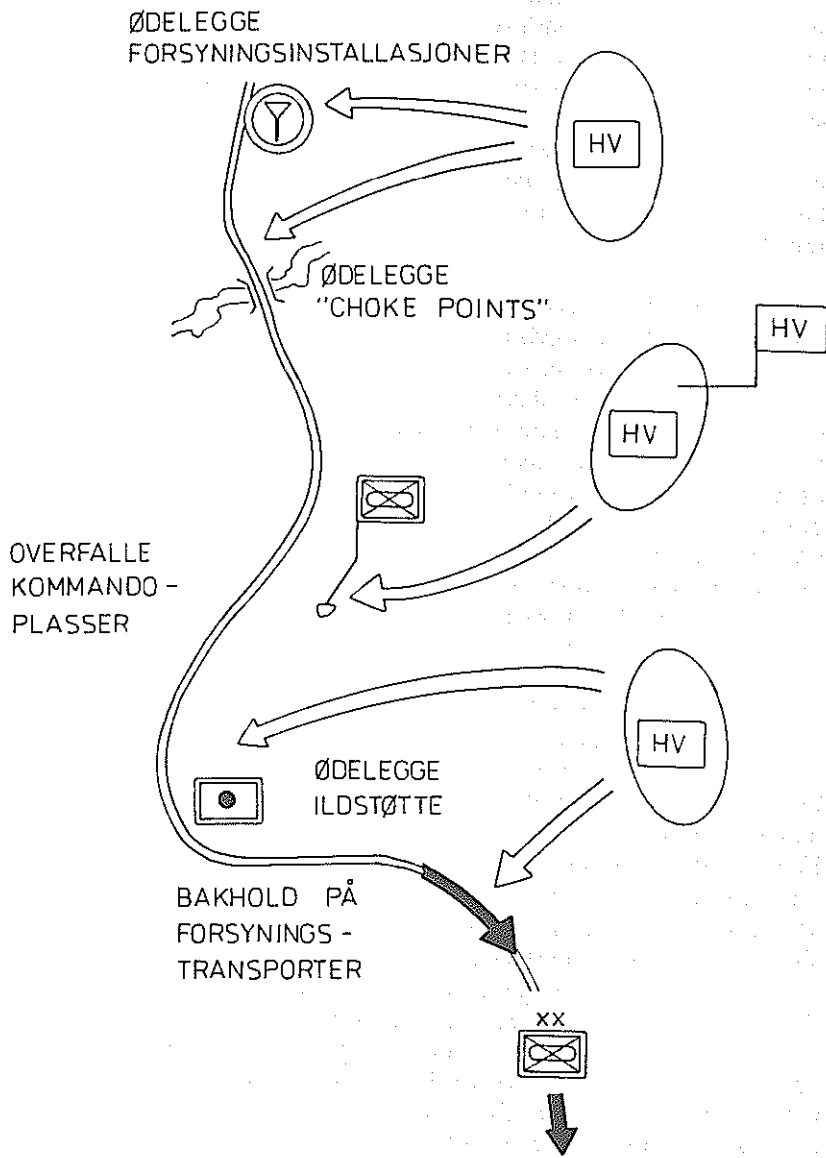 ØDELEGGE
FORSYNINGSINSTALLASJONER
HV
ØDELEGGE
"CHOKE POINTS"
HV
HV
OVERFALLE
KOMMANDO-
PLASSER
HV
ØDELEGGE
ILDSTØTTE
BAKHOLD PÅ
FORSYNINGS-
TRANSPORTER
XX